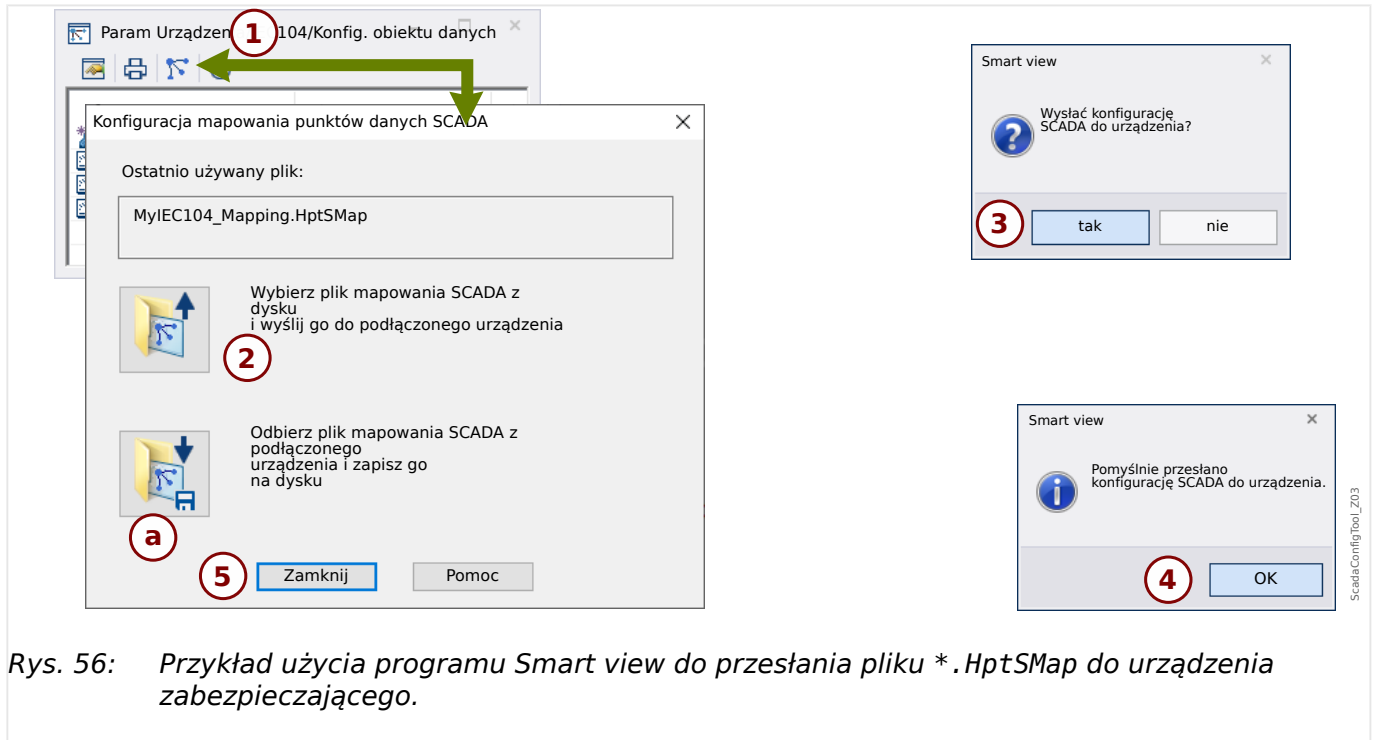 Param Urządzen 1 104/Konfig. obiektu danych
Konfiguracja mapowania punktów danych SCADA
Ostatnio używany plik:
MyIEC104_Mapping.HptSMap
Wybierz plik mapowania SCADA z
dysku
i wyślij go do podłączonego urządzenia
2
Odbierz plik mapowania SCADA z
podłączonego
urządzenia i zapisz go
na dysku
a
5 Zamknij Pomoc
Smart view
Wysłać konfigurację
SCADA do urządzenia?
3 tak nie
Smart view
Pomyślnie przesłano
konfigurację SCADA do urządzenia.
4 OK
ScadaConfigTool_Z03
Rys. 56: Przykład użycia programu Smart view do przesłania pliku *.HptSMap do urządzenia
zabezpieczającego.